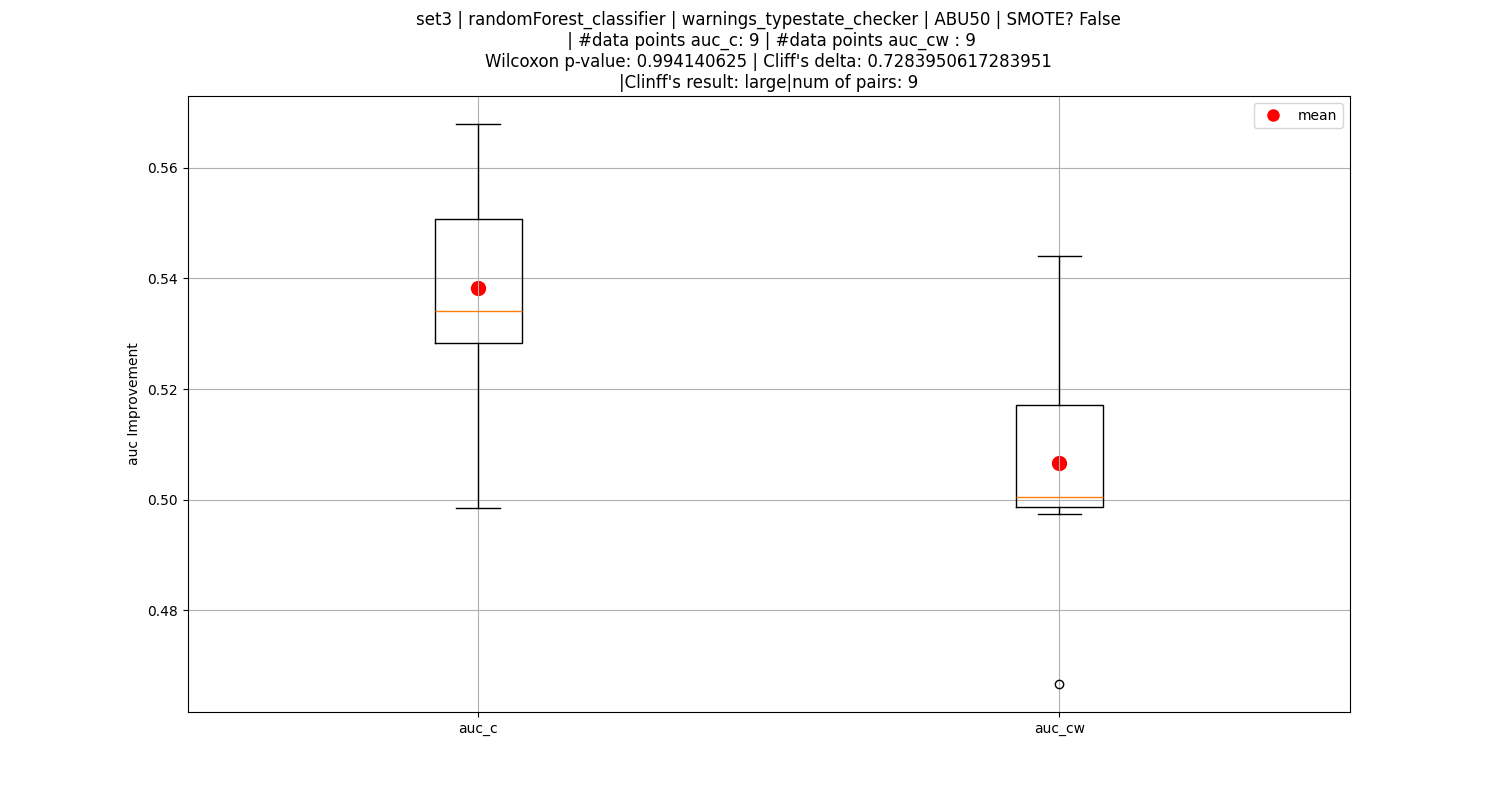 set3 | randomForest_classifier | warnings_typestate_checker | ABU50 | SMOTE? False
| #data points auc_c: 9 | #data points auc_cw : 9
Wilcoxon p-value: 0.994140625 | Cliff's delta: 0.7283950617283951
|Clinff's result: large|num of pairs: 9
mean
0.56
0.54
0.52
0.50
0.48
auc Improvement
auc_c
auc_cw